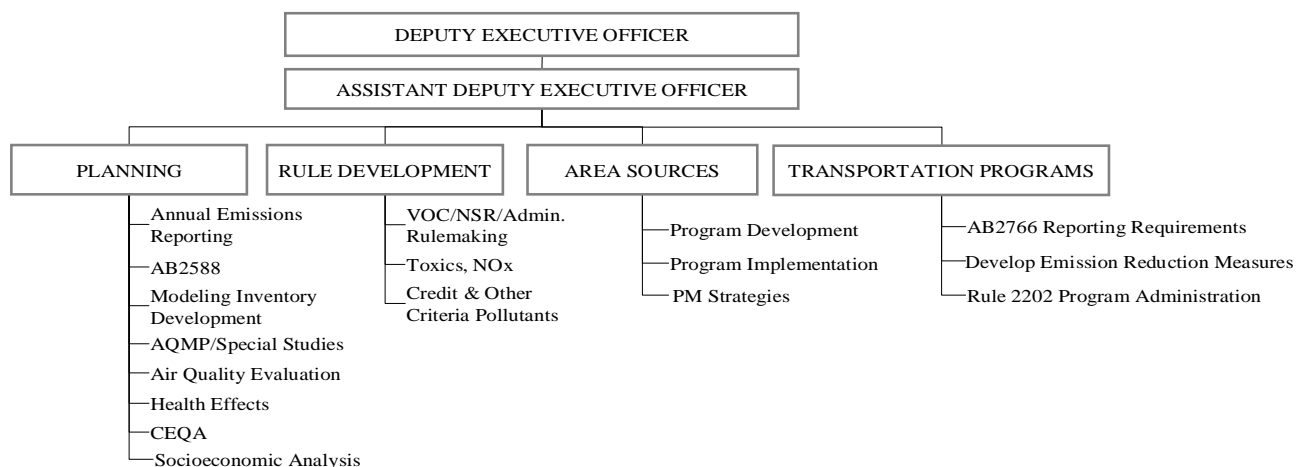 DEPUTY EXECUTIVE OFFICER
ASSISTANT DEPUTY EXECUTIVE OFFICER
PLANNING
Annual Emissions
Reporting
AB2588
Modeling Inventory
Development
AQMP/Special Studies
Air Quality Evaluation
Health Effects
CEQA
Socioeconomic Analysis
RULE DEVELOPMENT
VOC/NSR/Admin.
Rulemaking
Toxics, NOx
Credit & Other
Criteria Pollutants
AREA SOURCES
Program Development
Program Implementation
PM Strategies
TRANSPORTATION PROGRAMS
AB2766 Reporting Requirements
Develop Emission Reduction Measures
Rule 2202 Program Administration